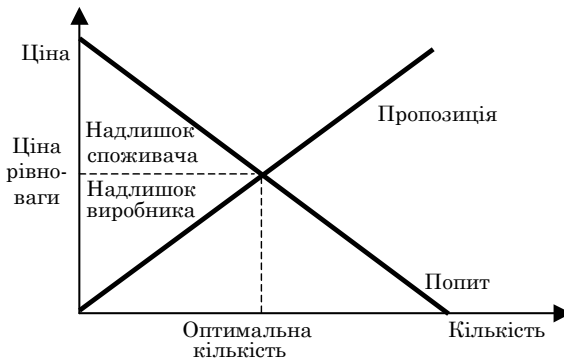 Ціна
Пропозиція
Надлишок
споживача
Ціна
рівно-
ваги
Надлишок
виробника
Попит
Оптимальна
кількість
Кількість